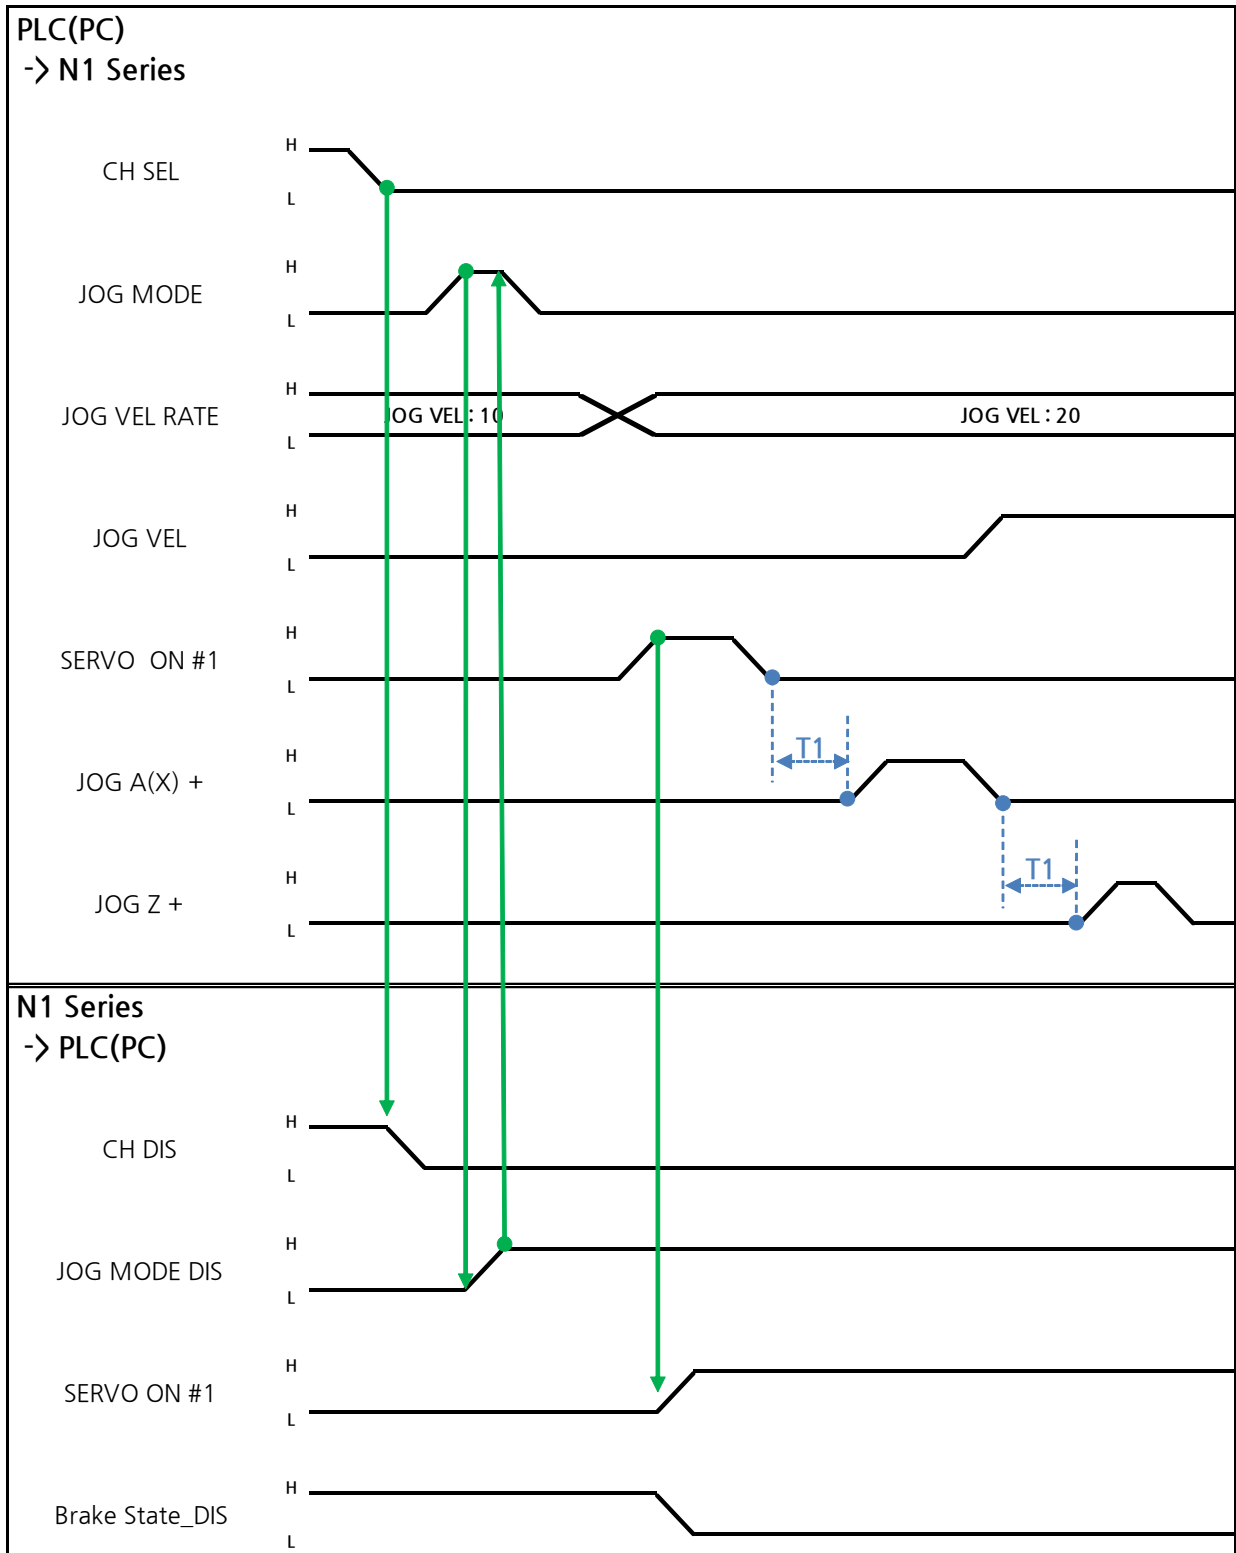 PLC(PC)
-> N1 Series
H
CH SEL
L
H
JOG MODE
L
H
JOG VEL RATE
JOG VEL : 10
JOG VEL : 20
L
H
JOG VEL
L
H
SERVO ON #1
L
H
T1
JOG A(X) +
L
H
T1
JOG Z +
L
N1 Series
-> PLC(PC)
H
CH DIS
L
H
JOG MODE DIS
L
H
SERVO ON #1
L
H
Brake State_DIS
L